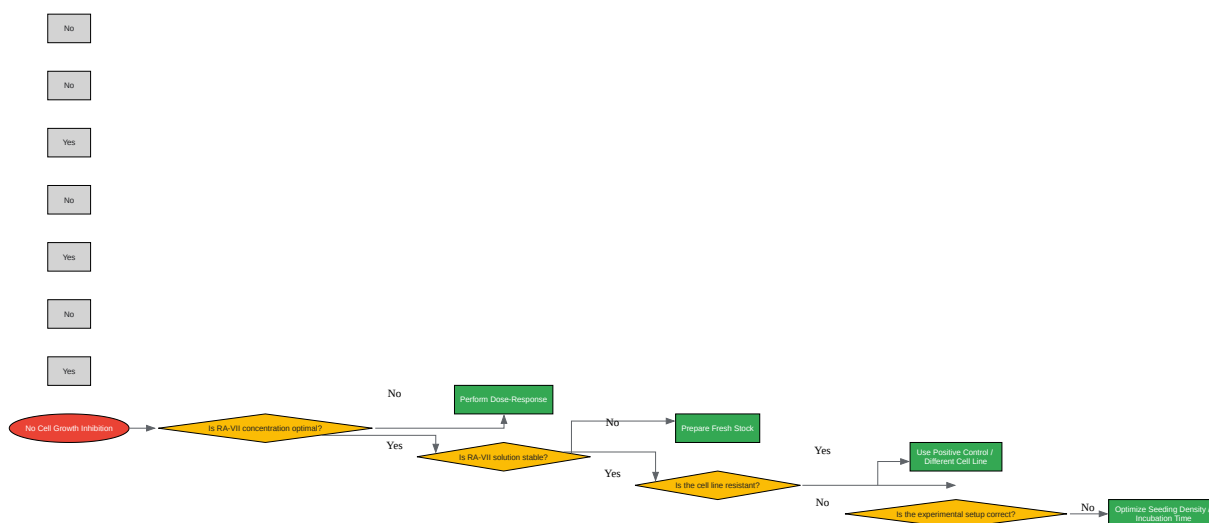 No
No
Yes
No
Yes
No
Yes
No
Perform Dose-Response
No Cell Growth Inhibition
Is RA-VII concentration optimal?
No
Prepare Fresh Stock
Yes
Is RA-VII solution stable?
Yes
Use Positive Control /
Different Cell Line
Yes
Is the cell line resistant?
No
Is the experimental setup correct?
No
Optimize Seeding Density /
Incubation Time